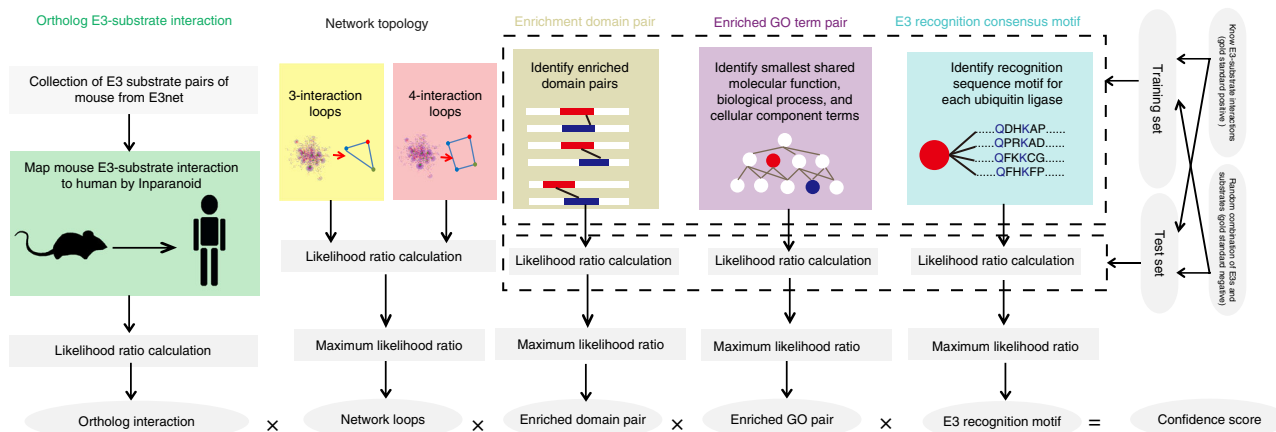 Ortholog E3-substrate interaction
Network topology
Enrichment domain pair
Enriched GO term pair
E3 recognition consensus motif
Collection of E3 substrate pairs of
mouse from E3net
Map mouse E3-substrate interaction
to human by Inparanoid
Likelihood ratio calculation
3-interaction
loops
4-interaction
loops
Likelihood ratio calculation
Maximum likelihood ratio
Identify enriched
domain pairs
Likelihood ratio calculation
Maximum likelihood ratio
Identify smallest shared
molecular function,
biological process, and
cellular component terms
Likelihood ratio calculation
Maximum likelihood ratio
Identify recognition
sequence motif for
each ubiquitin ligase
......QDHKAP......
......QPRKAD......
......QFKKCG......
......QFHKFP......
Likelihood ratio calculation
Maximum likelihood ratio
Training set
Test set
Know E3-substrate interactions
(gold standard positive)
Random combination of E3s and
substrates (gold standard negative)
Ortholog interaction × Network loops × Enriched domain pair × Enriched GO pair × E3 recognition motif = Confidence score